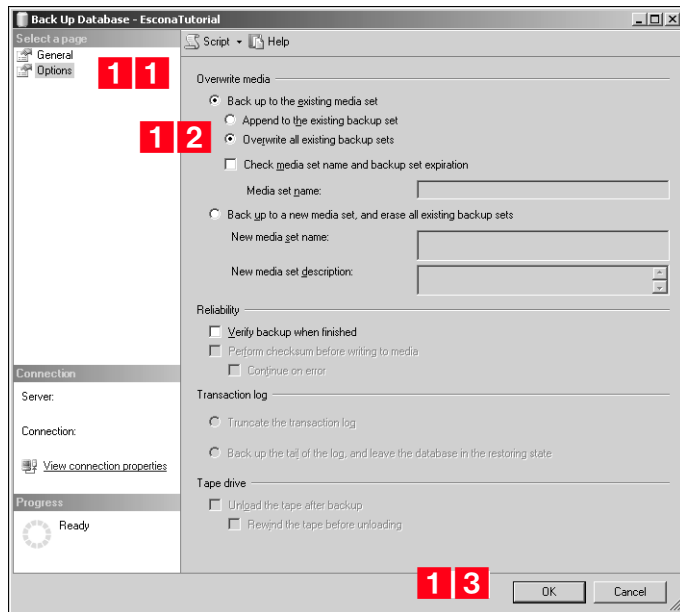 Back Up Database - EsconaTutorial
Select a page
General
Options
1 1
Script
Help
Overwrite media
Back up to the existing media set
Append to the existing backup set
1 2
Overwrite all existing backup sets
Check media set name and backup set expiration
Media set name:
Back up to a new media set, and erase all existing backup sets
New media set name:
New media set description:
Reliability
Verify backup when finished
Perform checksum before writing to media
Continue on error
Connection
Server:
Connection:
View connection properties
Transaction log
Truncate the transaction log
Back up the tail of the log, and leave the database in the restoring state
Tape drive
Unload the tape after backup
Rewind the tape before unloading
Progress
Ready
1 3
OK
Cancel